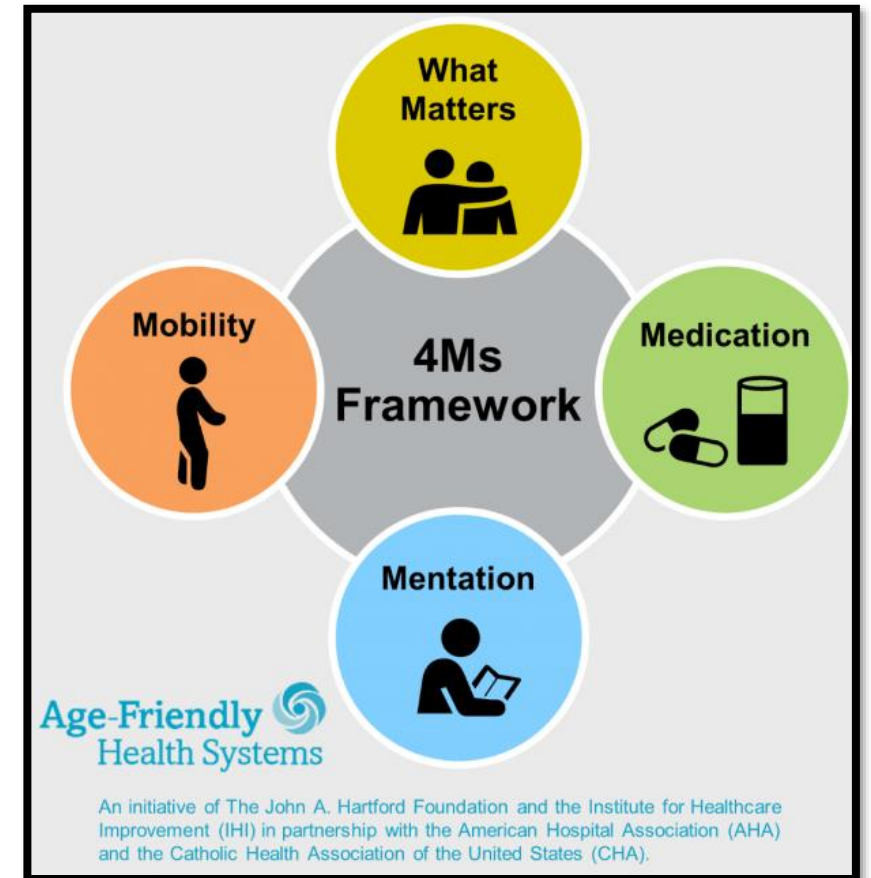 What
Matters
Mobility
4Ms
Framework
Medication
Mentation
Age-Friendly
Health Systems
An initiative of The John A. Hartford Foundation and the Institute for Healthcare
Improvement (IHI) in partnership with the American Hospital Association (AHA)
and the Catholic Health Association of the United States (CHA).